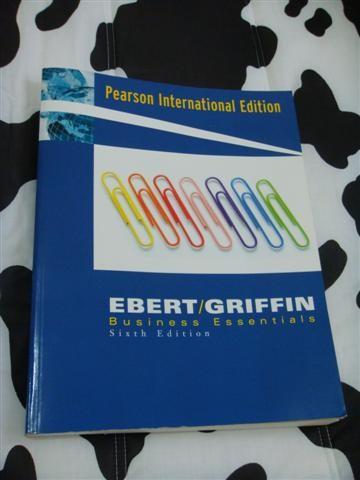 Pearson International Edition
EBERT/GRIFFIN
Business Essentials
Sixth Edition